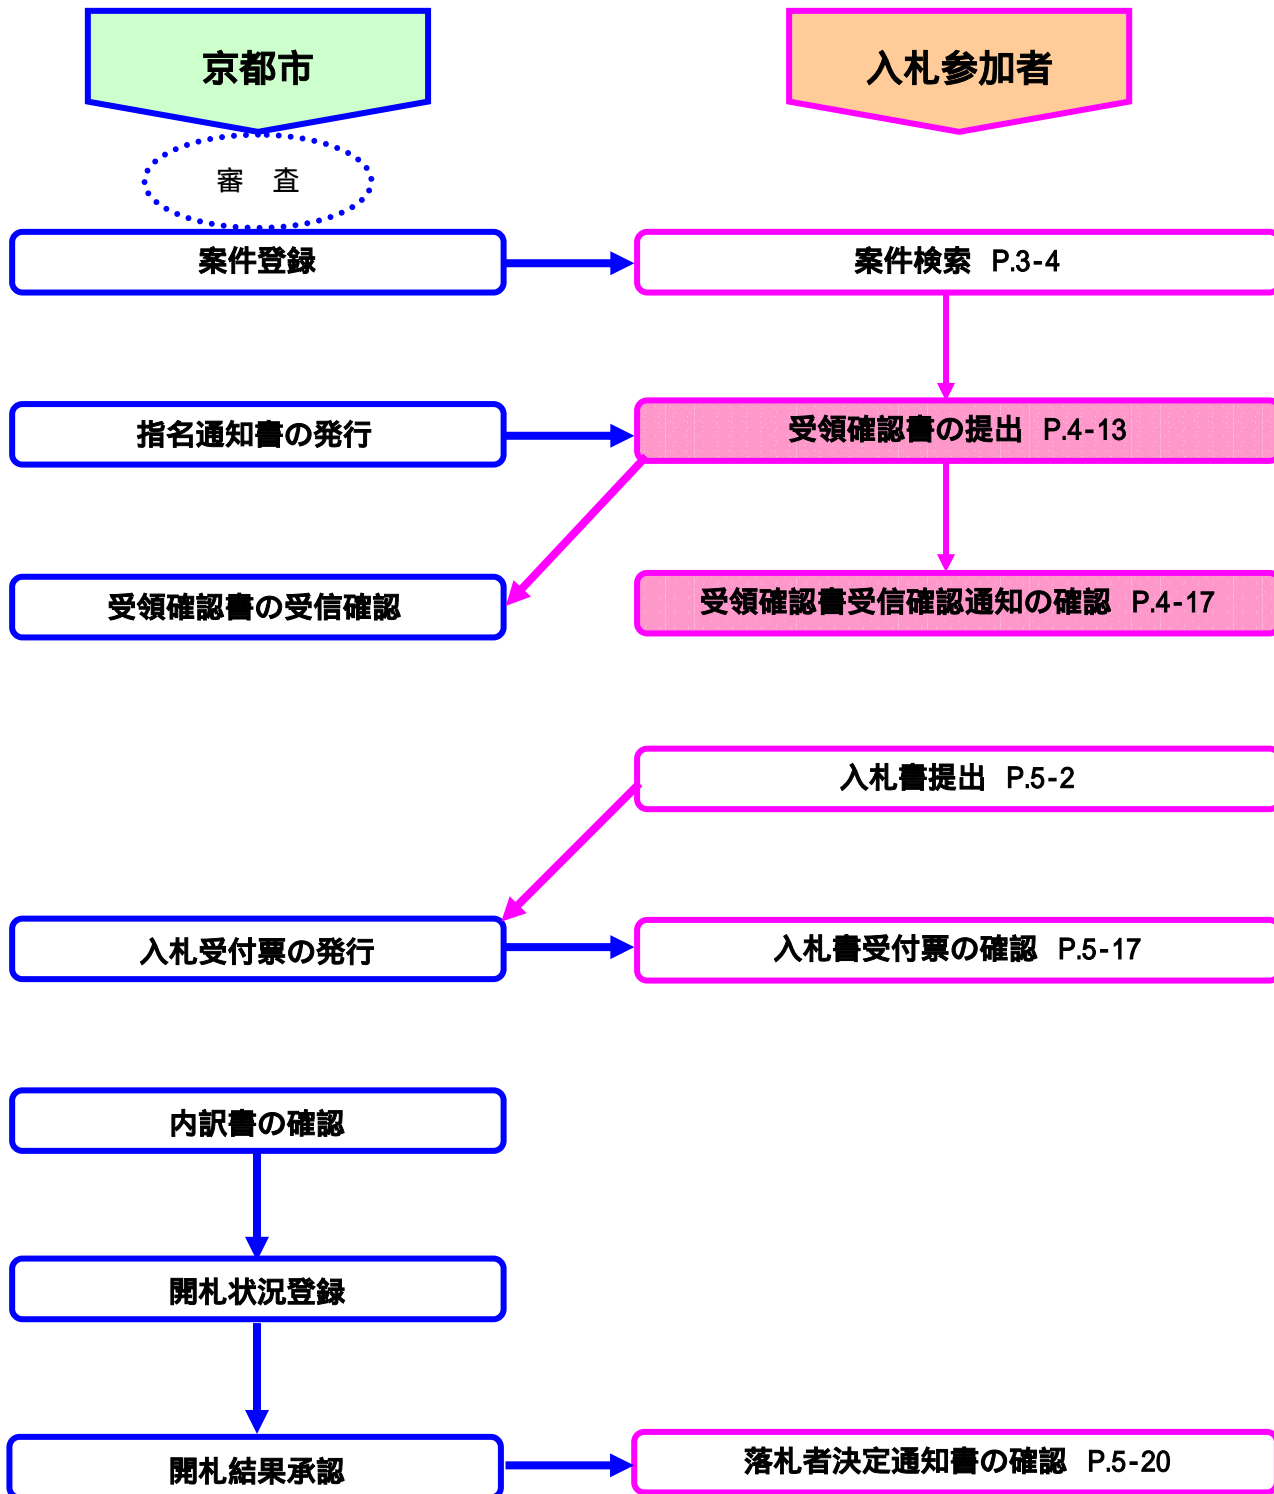 京都市
入札参加者
審　査
案件登録
案件検索 P.3-4
指名通知書の発行
受領確認書の提出 P.4-13
受領確認書の受信確認
受領確認書受信確認通知の確認 P.4-17
入札書提出 P.5-2
入札受付票の発行
入札書受付票の確認 P.5-17
内訳書の確認
開札状況登録
開札結果承認
落札者決定通知書の確認 P.5-20